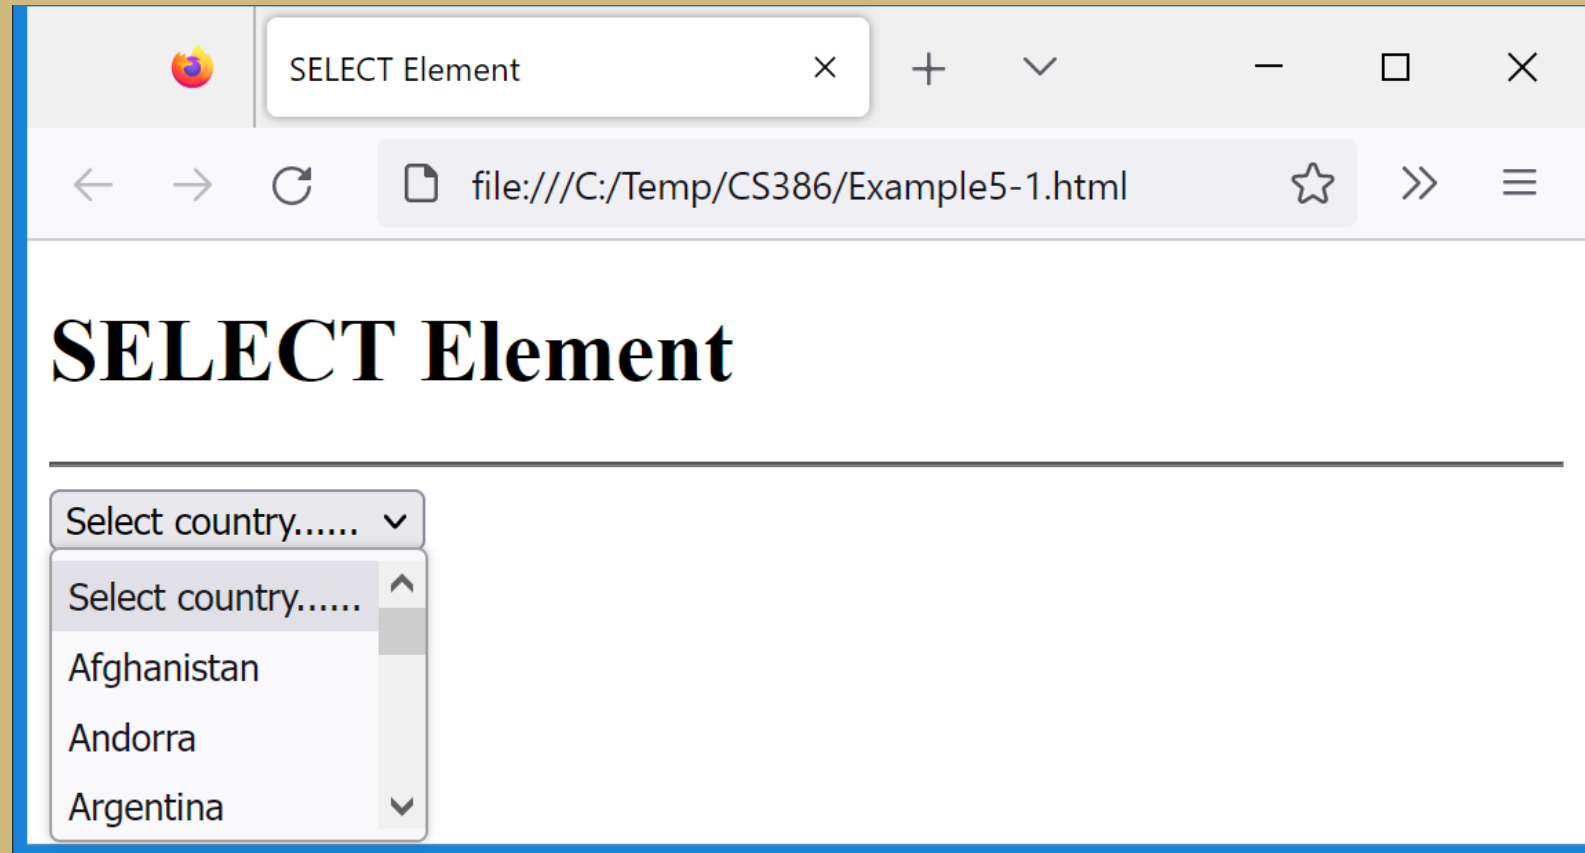 SELECT Element
file:///C:/Temp/CS386/Example5-1.html
SELECT Element
Select country......
Select country......
Afghanistan
Andorra
Argentina